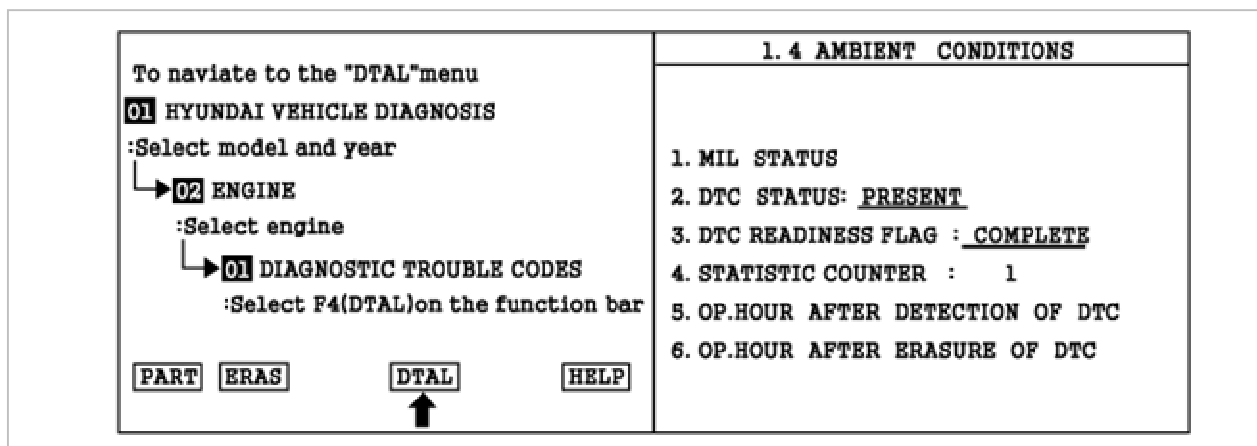 To naviate to the "DTAL"menu
01 HYUNDAI VEHICLE DIAGNOSIS
:Select model and year
02 ENGINE
:Select engine
01 DIAGNOSTIC TROUBLE CODES
:Select F4(DTAL)on the function bar
PART ERAS DTAL HELP
1.4 AMBIENT CONDITIONS
1. MIL STATUS
2. DTC STATUS: PRESENT
3. DTC READINESS FLAG : COMPLETE
4. STATISTIC COUNTER : 1
5. OP.HOUR AFTER DETECTION OF DTC
6. OP.HOUR AFTER ERASURE OF DTC